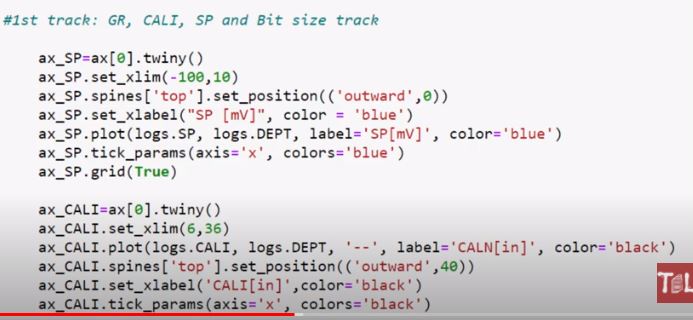 #1st track: GR, CALI, SP and Bit size track
ax_SP=ax[0].twiny()
ax_SP.set_xlim(-100,10)
ax_SP.spines['top'].set_position(('outward',0))
ax_SP.set_xlabel("SP [mV]", color = 'blue')
ax_SP.plot(logs.SP, logs.DEPT, label='SP[mV]', color='blue')
ax_SP.tick_params(axis='x', colors='blue')
ax_SP.grid(True)
ax_CALI=ax[0].twiny()
ax_CALI.set_xlim(6,36)
ax_CALI.plot(logs.CALI, logs.DEPT, '--', label='CALN[in]', color='black')
ax_CALI.spines['top'].set_position(('outward',40))
ax_CALI.set_xlabel('CALI[in]',color='black')
ax_CALI.tick_params(axis='x', colors='black')